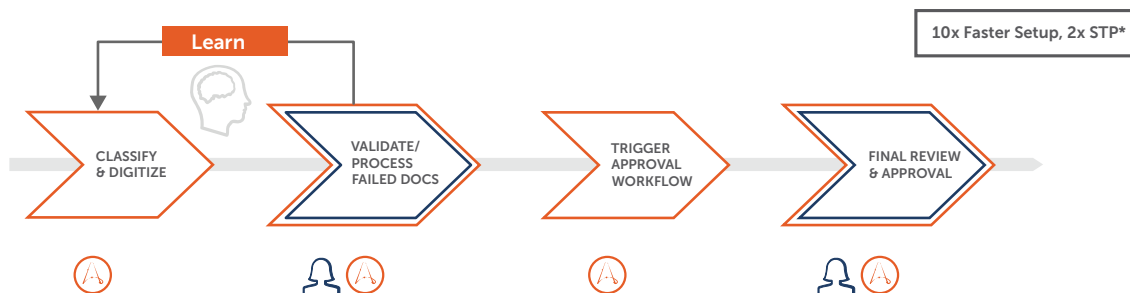 Learn
10x Faster Setup, 2x STP*
CLASSIFY
& DIGITIZE
VALIDATE/
PROCESS
FAILED DOCS
TRIGGER
APPROVAL
WORKFLOW
FINAL REVIEW
& APPROVAL